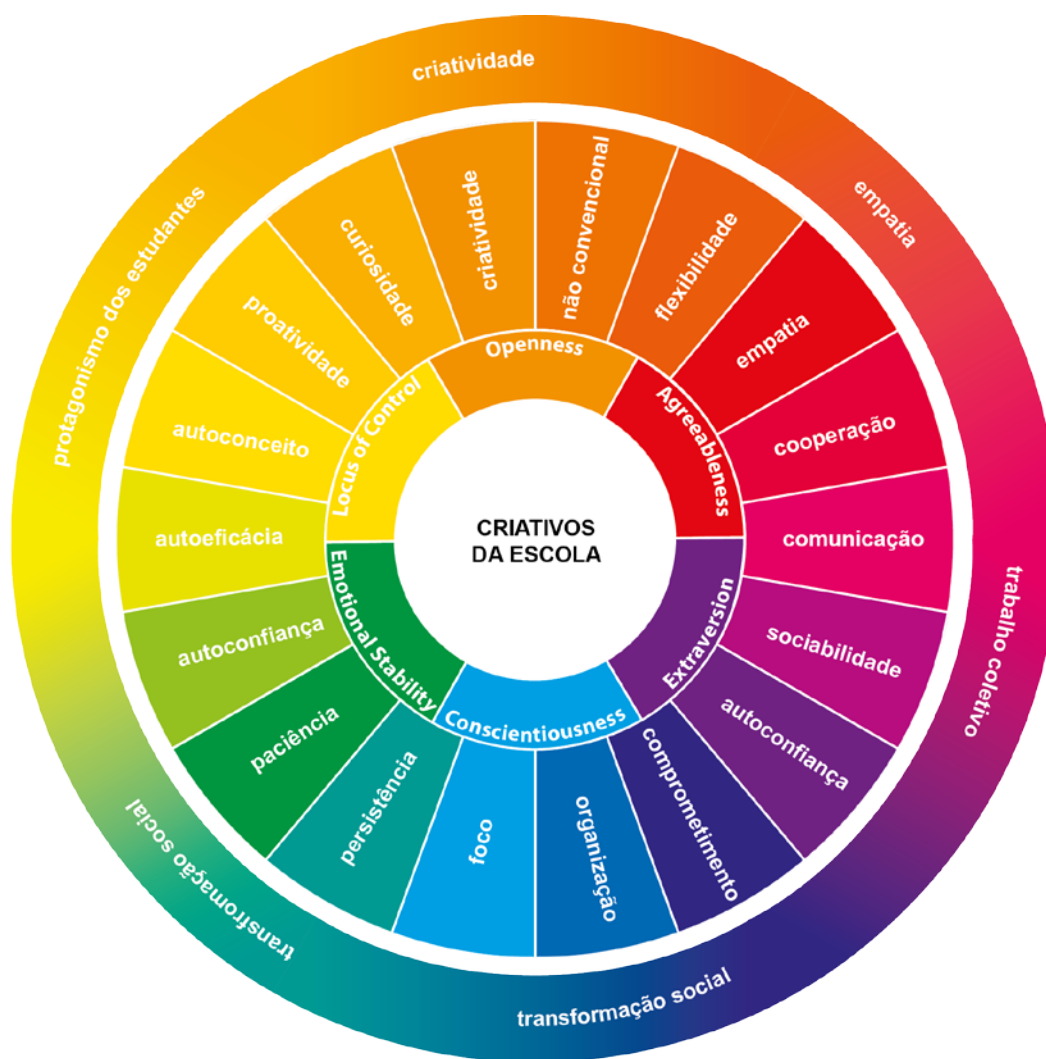 criatividade
empatia
trabalho coletivo
transformação social
transfromação social
protagonismo dos estudantes
criatividade
não convencional
flexibilidade
empatia
cooperação
comunicação
sociabilidade
autoconfiança
comprometimento
organização
foco
persistência
paciência
autoconfiança
autoeficácia
autoconceito
proatividade
curiosidade
Openness
Agreeableness
Extraversion
Conscientiousness
Emotional Stability
Locus of Control
CRIATIVOS
DA ESCOLA